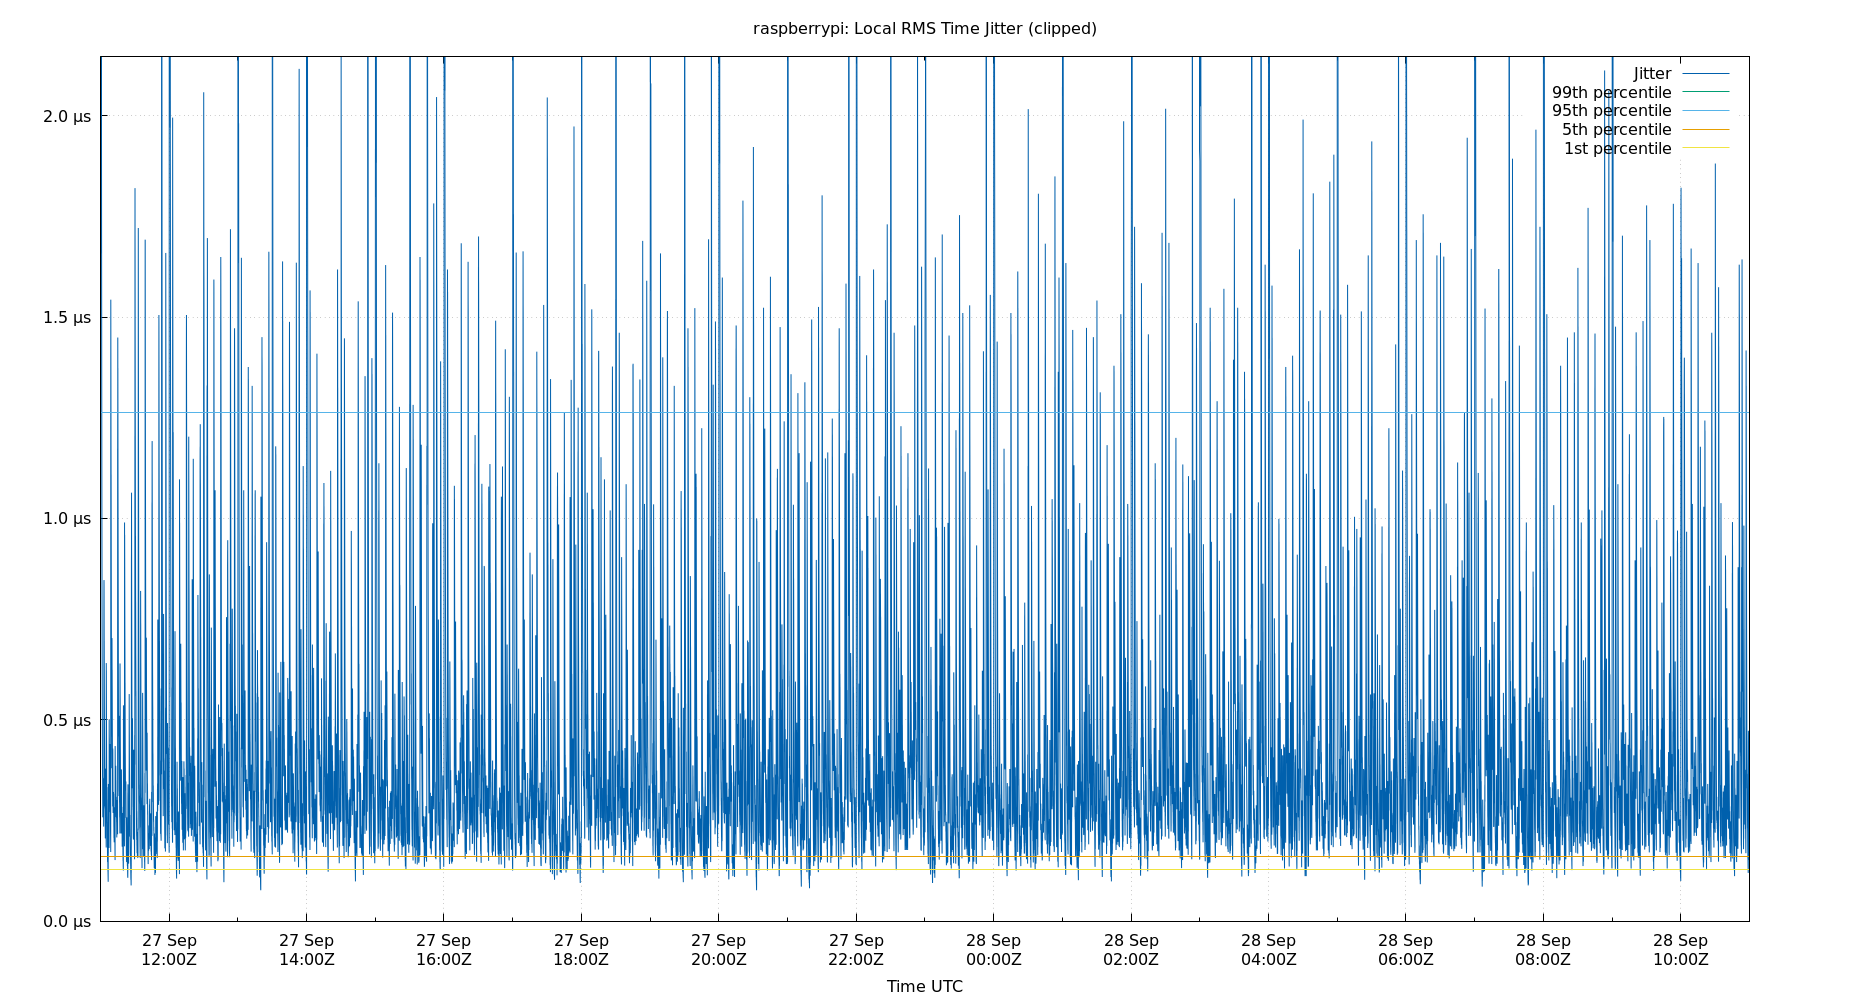 raspberrypi: Local RMS Time Jitter (clipped)
Jitter
99th percentile
95th percentile
5th percentile
1st percentile
2.0 μs
1.5 μs
1.0 μs
0.5 μs
0.0 μs
27 Sep
12:00Z
27 Sep
14:00Z
27 Sep
16:00Z
27 Sep
18:00Z
27 Sep
20:00Z
27 Sep
22:00Z
28 Sep
00:00Z
28 Sep
02:00Z
28 Sep
04:00Z
28 Sep
06:00Z
28 Sep
08:00Z
28 Sep
10:00Z
Time UTC